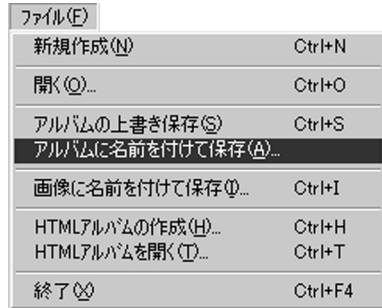 ﾌｧｲﾙ(F)
新規作成(N) Ctrl+N
開く(O)... Ctrl+O
アルバムの上書き保存(S) Ctrl+S
アルバムに名前を付けて保存(A)...
画像に名前を付けて保存(I)... Ctrl+I
HTMLｱﾙﾊﾞﾑの作成(H)... Ctrl+H
HTMLｱﾙﾊﾞﾑを開く(T)... Ctrl+T
終了(X) Ctrl+F4